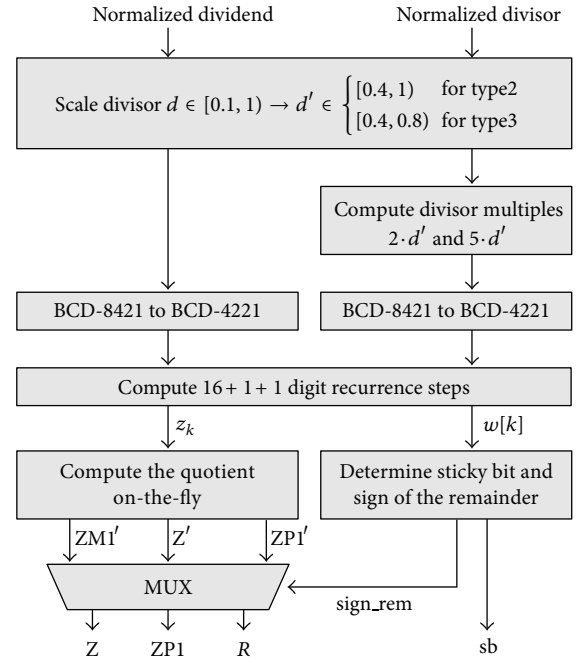 Normalized dividend
Normalized divisor
Scale divisor d ∈ [0.1, 1) → d′ ∈ { [0.4, 1) for type2
[0.4, 0.8) for type3
Compute divisor multiples
2·d′ and 5·d′
BCD-8421 to BCD-4221
BCD-8421 to BCD-4221
Compute 16 + 1 + 1 digit recurrence steps
z_k
w[k]
Compute the quotient
on-the-fly
Determine sticky bit and
sign of the remainder
ZM1′
Z′
ZP1′
MUX
sign_rem
Z
ZP1
R
sb